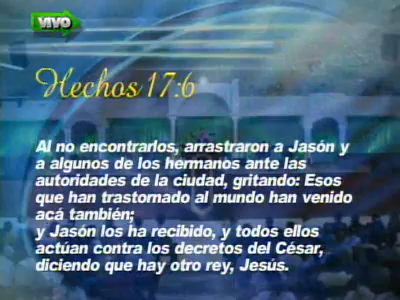 VIVO
Hechos 17:6
Al no encontrarlos, arrastraron a Jasón y
a algunos de los hermanos ante las
autoridades de la ciudad, gritando: Esos
que han trastornado al mundo han venido
acá también;
y Jasón los ha recibido, y todos ellos
actúan contra los decretos del César,
diciendo que hay otro rey, Jesús.